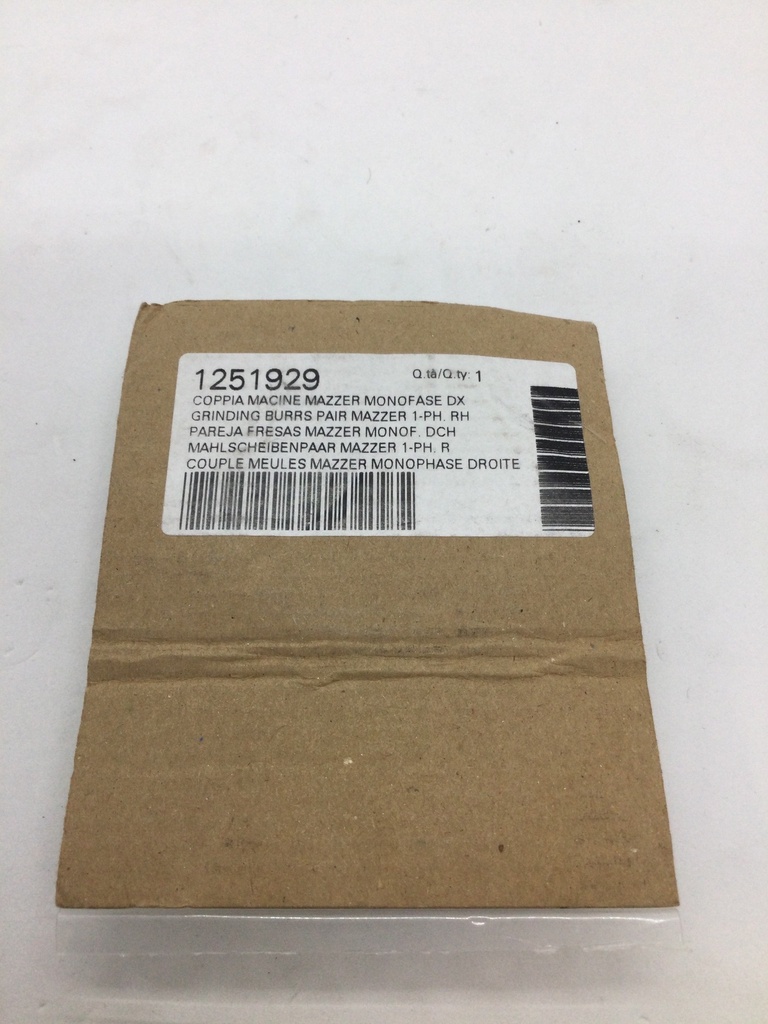 1251929 Q.tà/Q.ty: 1
COPPIA MACINE MAZZER MONOFASE DX
GRINDING BURRS PAIR MAZZER 1-PH. RH
PAREJA FRESAS MAZZER MONOF. DCH
MAHLSCHEIBENPAAR MAZZER 1-PH. R
COUPLE MEULES MAZZER MONOPHASE DROITE